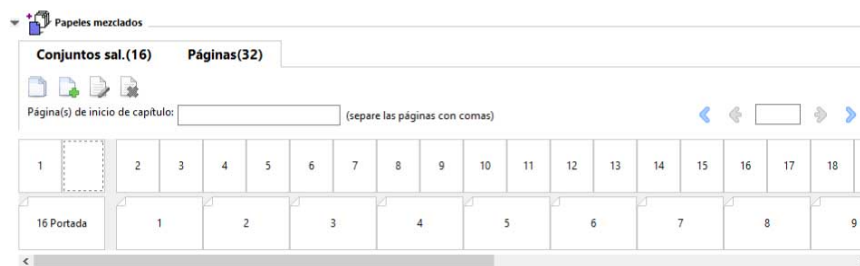 Papeles mezclados
Conjuntos sal.(16) Páginas(32)
Página(s) de inicio de capítulo: (separe las páginas con comas)
1 2 3 4 5 6 7 8 9 10 11 12 13 14 15 16 17 18
16 Portada 1 2 3 4 5 6 7 8 9